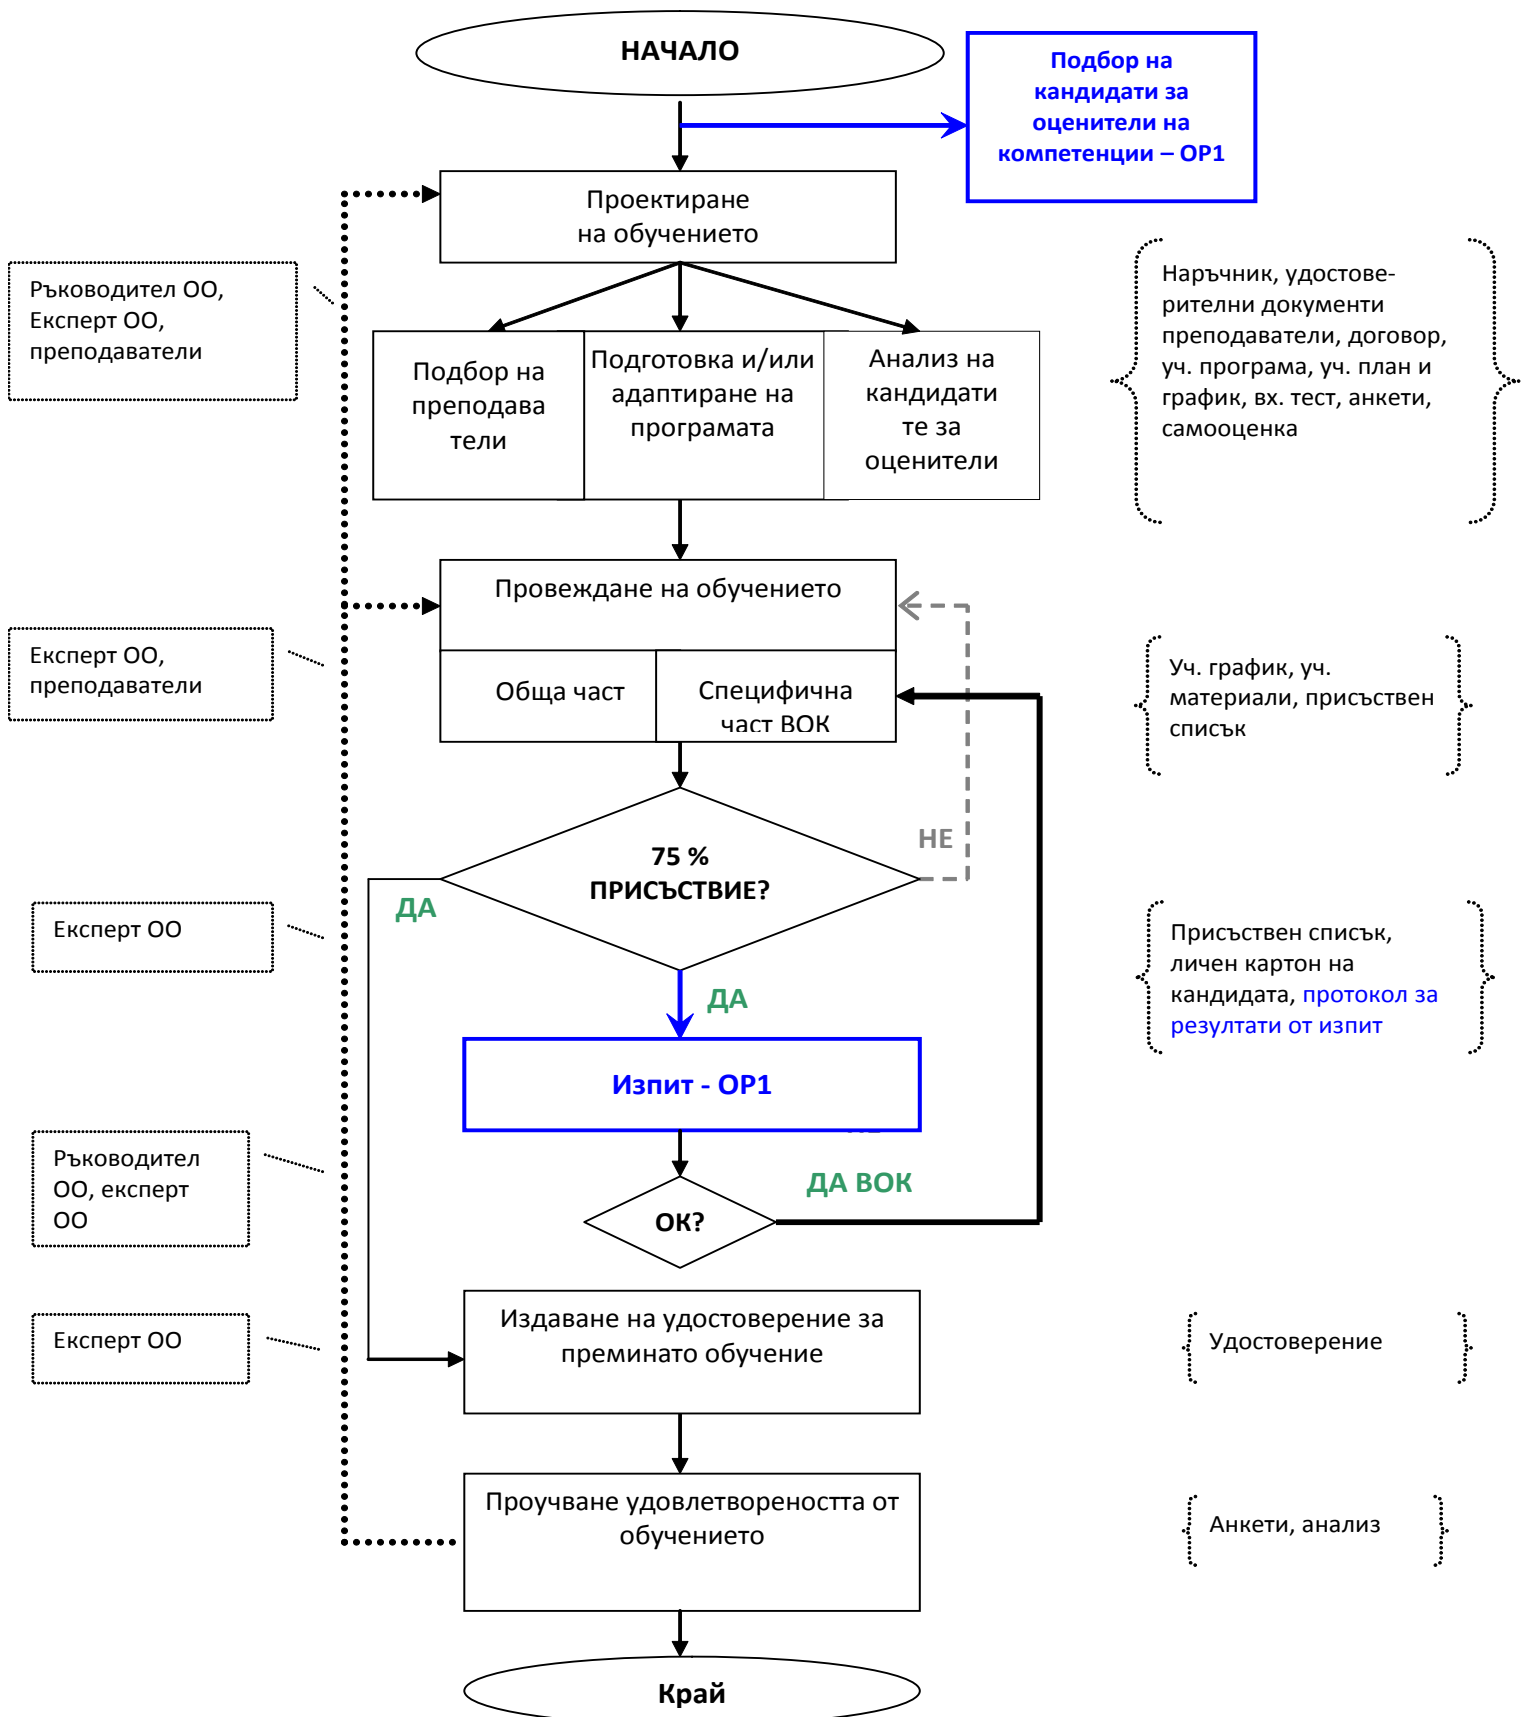 НАЧАЛО
Подбор на
кандидати за
оценители на
компетенции – ОР1
Проектиране
на обучението
Ръководител ОО,
Експерт ОО,
преподаватели
Подбор на
преподава
тели
Подготовка и/или
адаптиране на
програмата
Анализ на
кандидати
те за
оценители
Наръчник, удостове-
рителни документи
преподаватели, договор,
уч. програма, уч. план и
график, вх. тест, анкети,
самооценка
Провеждане на обучението
Обща част
Специфична
част ВОК
Експерт ОО,
преподаватели
Уч. график, уч.
материали, присъствен
списък
75 %
ПРИСЪСТВИЕ?
НЕ
ДА
ДА
Експерт ОО
Присъствен списък,
личен картон на
кандидата, протокол за
резултати от изпит
Изпит - ОР1
Ръководител
ОО, експерт
ОО
ДА ВОК
ОК?
Издаване на удостоверение за
преминато обучение
Експерт ОО
Удостоверение
Проучване удовлетвореността от
обучението
Анкети, анализ
Край